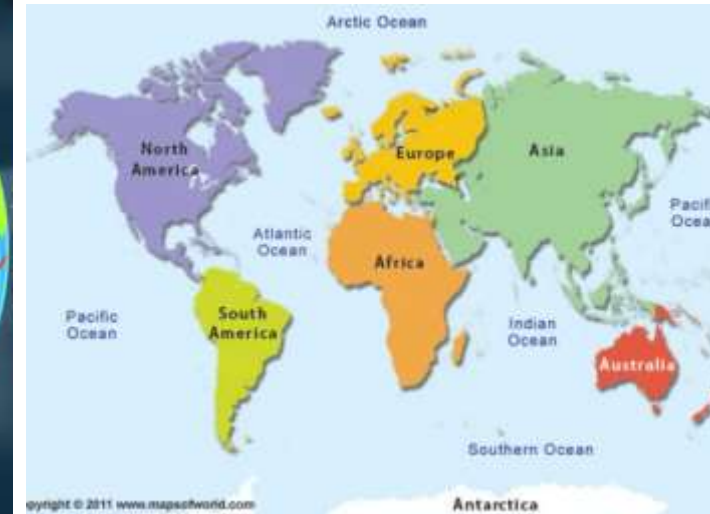 Arctic Ocean
North
America
Europe
Asia
Pacif
Ocea
Atlantic
Ocean
Africa
Pacific
Ocean
South
America
Indian
Ocean
Australia
Southern Ocean
pyright © 2011 www.mapsofworld.com
Antarctica